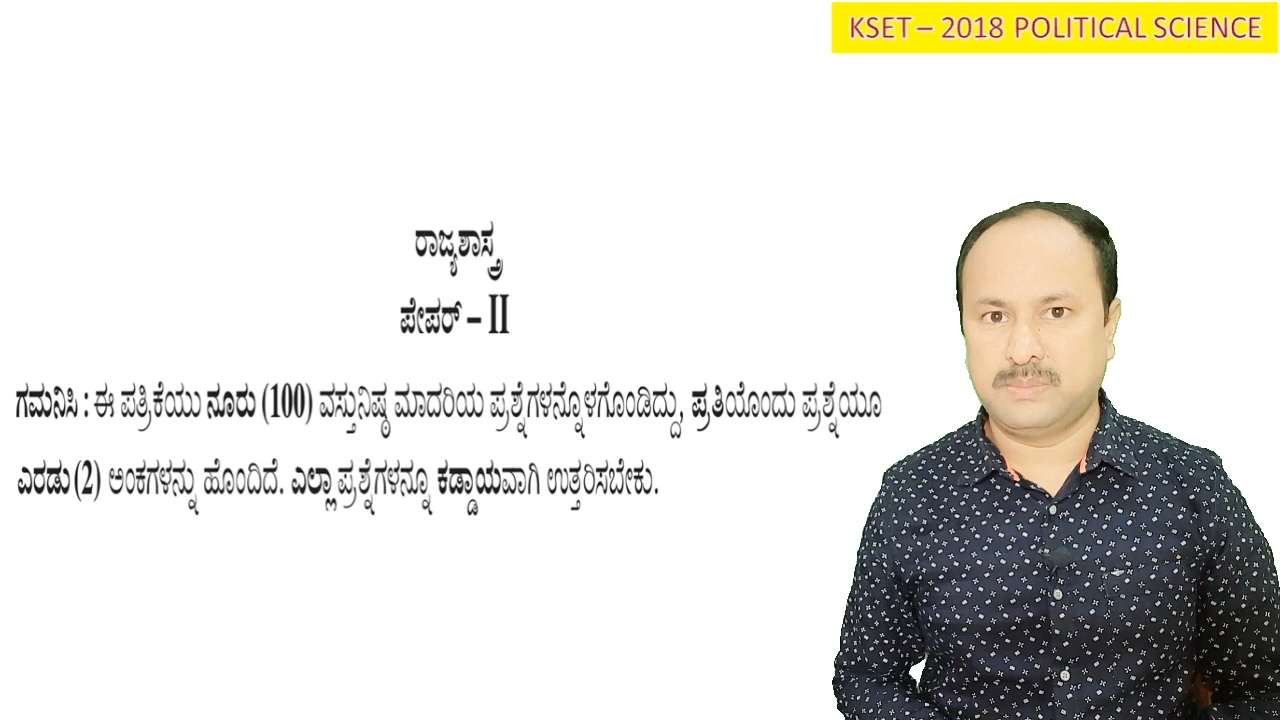 KSET – 2018 POLITICAL SCIENCE
ರಾಜ್ಯಶಾಸ್ತ್ರ
ಪೇಪರ್ – II
ಗಮನಿಸಿ : ಈ ಪತ್ರಿಕೆಯು ನೂರು (100) ವಸ್ತುನಿಷ್ಠ ಮಾದರಿಯ ಪ್ರಶ್ನೆಗಳನ್ನೊಳಗೊಂಡಿದ್ದು, ಪ್ರತಿಯೊಂದು ಪ್ರಶ್ನೆಯೂ
ಎರಡು (2) ಅಂಕಗಳನ್ನು ಹೊಂದಿದೆ. ಎಲ್ಲಾ ಪ್ರಶ್ನೆಗಳನ್ನೂ ಕಡ್ಡಾಯವಾಗಿ ಉತ್ತರಿಸಬೇಕು.